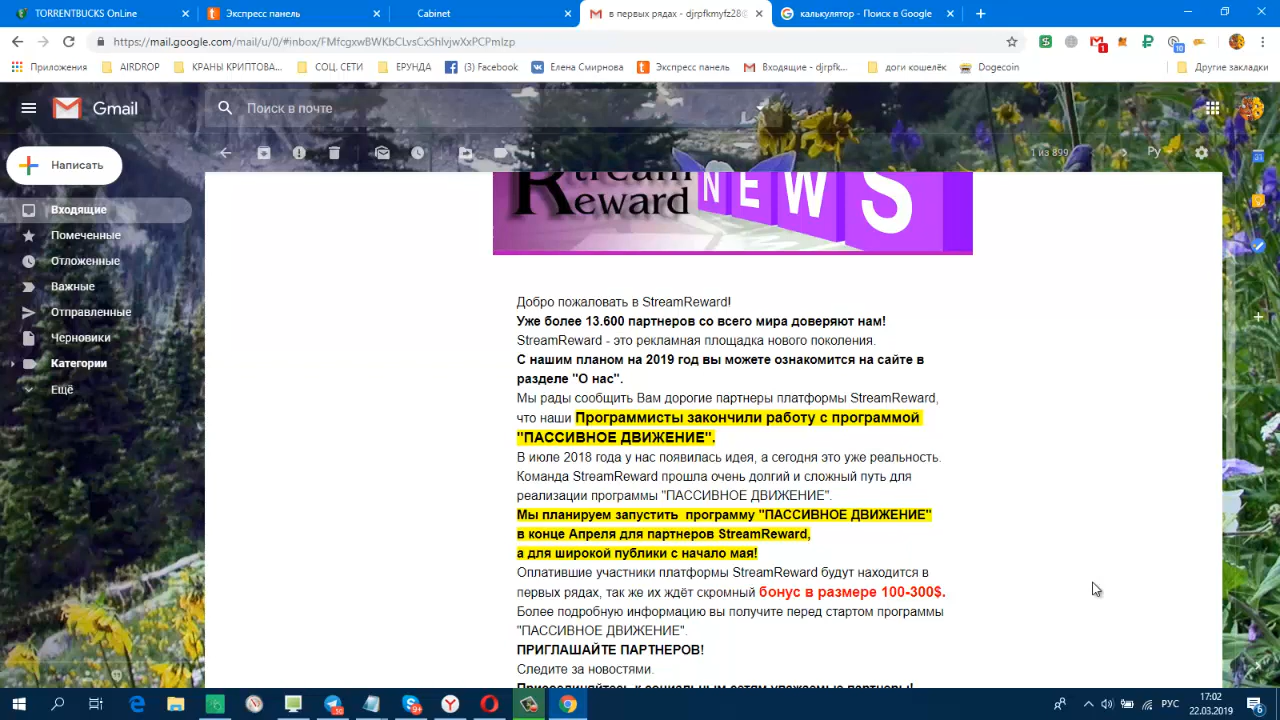 TORRENTBUCKS OnLine
Экспресс панель
Cabinet
в первых рядах - djrpfkmyfz28@
калькулятор - Поиск в Google
https://mail.google.com/mail/u/0/#inbox/FMfcgxwBWKbCLvsCxShlvjwXxPCPmlzp
Приложения
AIRDROP
КРАНЫ КРИПТОВА...
СОЦ. СЕТИ
ЕРУНДА
(3) Facebook
Елена Смирнова
Экспресс панель
Входящие - djrpfk...
доги кошелёк
Dogecoin
Другие закладки
Gmail
Поиск в почте
Написать
1 из 899
Ру
Входящие
Помеченные
Отложенные
Важные
Отправленные
Черновики
Категории
Ещё
Stream
Reward
NEWS
Добро пожаловать в StreamReward!
Уже более 13.600 партнеров со всего мира доверяют нам!
StreamReward - это рекламная площадка нового поколения.
С нашим планом на 2019 год вы можете ознакомится на сайте в
разделе "О нас".
Мы рады сообщить Вам дорогие партнеры платформы StreamReward,
что наши Программисты закончили работу с программой
"ПАССИВНОЕ ДВИЖЕНИЕ".
В июле 2018 года у нас появилась идея, а сегодня это уже реальность.
Команда StreamReward прошла очень долгий и сложный путь для
реализации программы "ПАССИВНОЕ ДВИЖЕНИЕ".
Мы планируем запустить программу "ПАССИВНОЕ ДВИЖЕНИЕ"
в конце Апреля для партнеров StreamReward,
а для широкой публики с начало мая!
Оплатившие участники платформы StreamReward будут находится в
первых рядах, так же их ждёт скромный бонус в размере 100-300$.
Более подробную информацию вы получите перед стартом программы
"ПАССИВНОЕ ДВИЖЕНИЕ".
ПРИГЛАШАЙТЕ ПАРТНЕРОВ!
Следите за новостями.
Присоединяйтесь к социальным сетям уважаемые партнеры!
РУС
17:02
22.03.2019